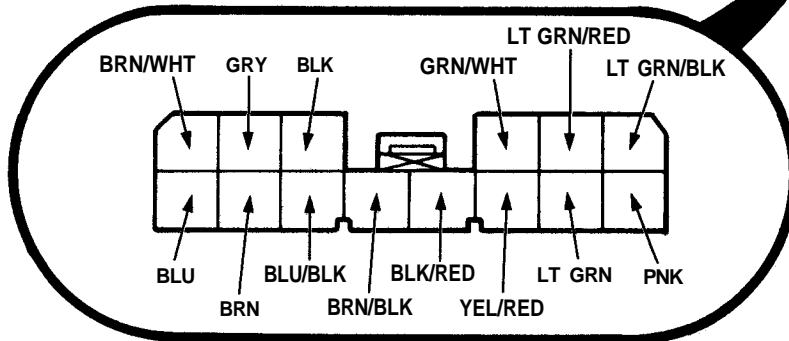 LT GRN/RED
BRN/WHT GRY BLK GRN/WHT LT GRN/BLK
BLU BLU/BLK BLK/RED LT GRN PNK
BRN BRN/BLK YEL/RED